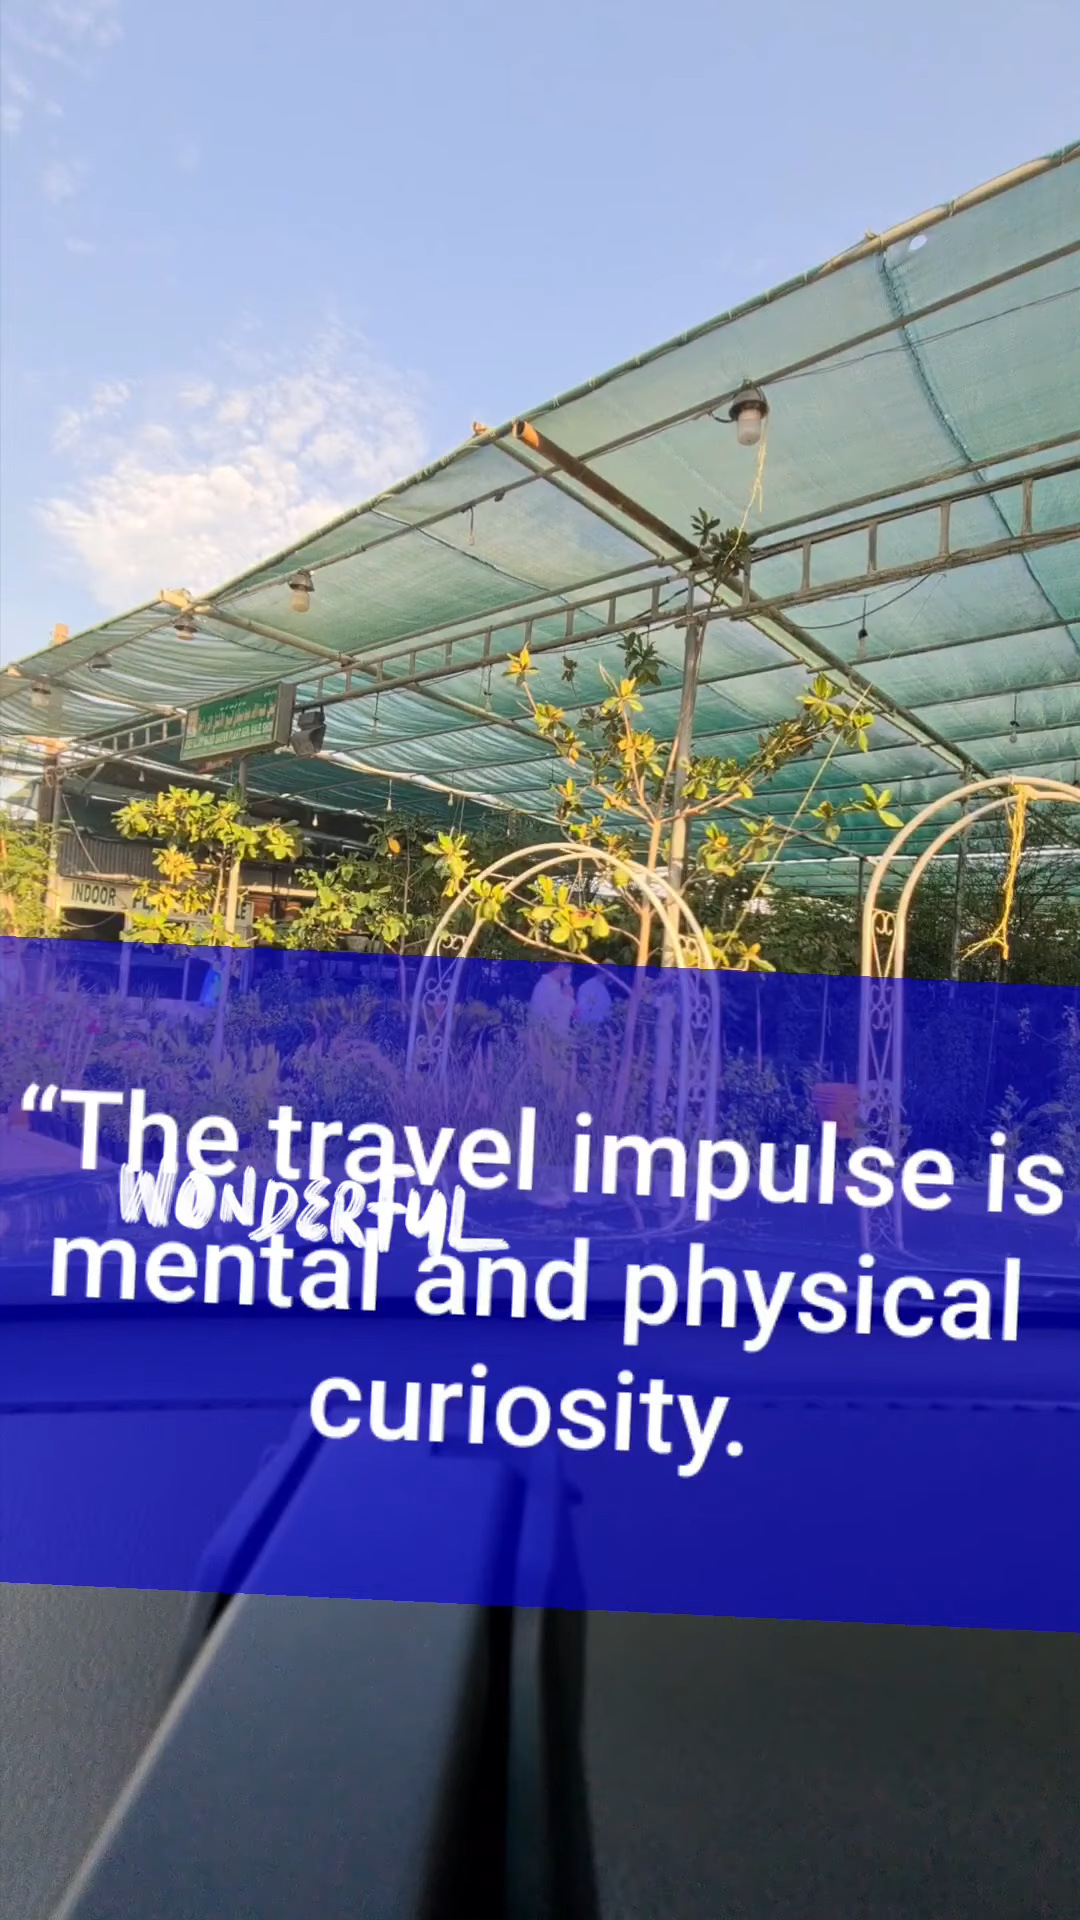 INDOOR
“The travel impulse is
WONDERFUL
mental and physical
curiosity.